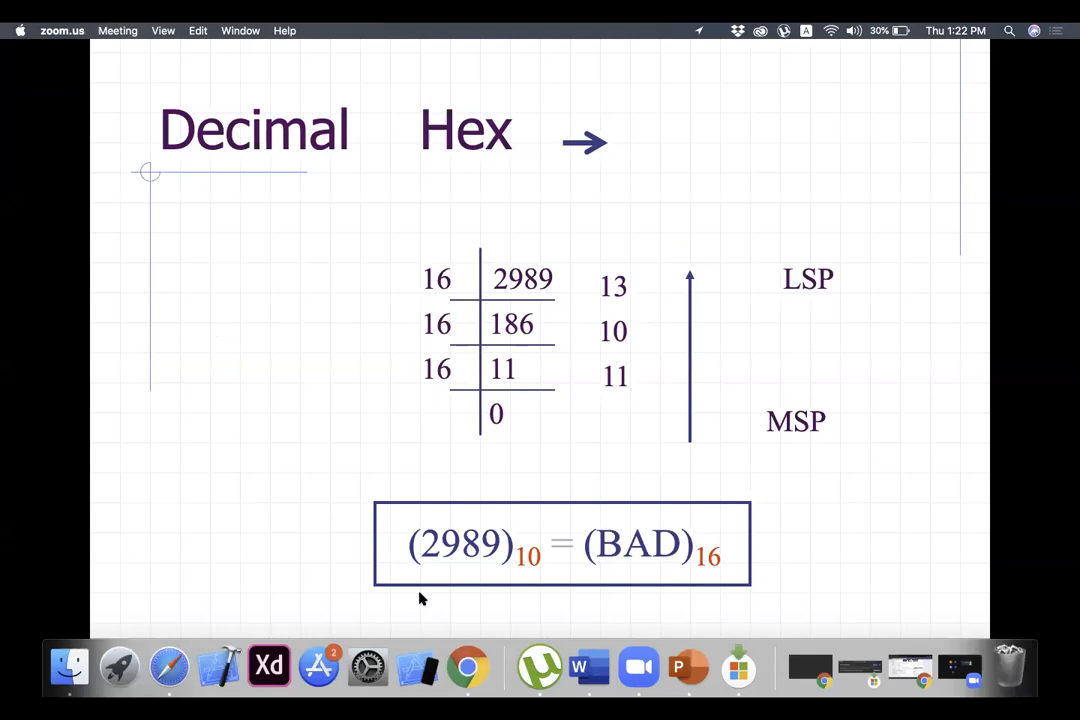 zoom.us Meeting View Edit Window Help A 30% Thu 1:22 PM
Decimal Hex →
16 2989 13 LSP
16 186 10
16 11 11
0 MSP
(2989)10 = (BAD)16
Xd 2 W P